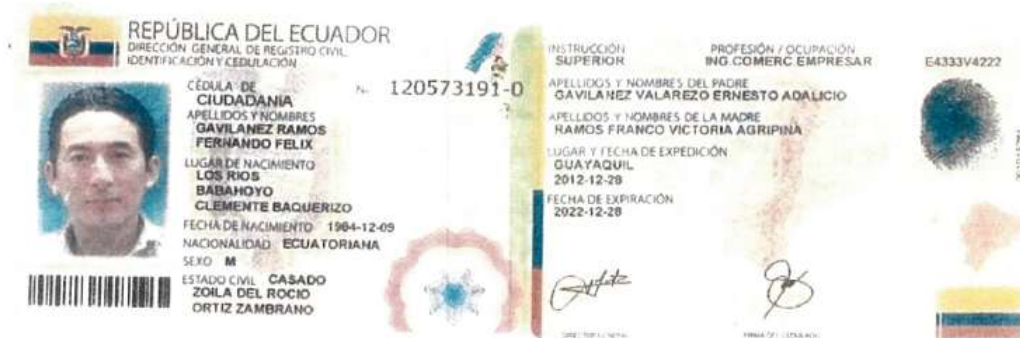 REPÚBLICA DEL ECUADOR
DIRECCIÓN GENERAL DE REGISTRO CIVIL,
IDENTIFICACIÓN Y CEDULACIÓN
CÉDULA DE
CIUDADANÍA
N. 120573191-0
APELLIDOS Y NOMBRES
GAVILANEZ RAMOS
FERNANDO FELIX
LUGAR DE NACIMIENTO
LOS RIOS
BABAHOYO
CLEMENTE BAQUERIZO
FECHA DE NACIMIENTO 1984-12-09
NACIONALIDAD ECUATORIANA
SEXO M
ESTADO CIVIL CASADO
ZOILA DEL ROCIO
ORTIZ ZAMBRANO
INSTRUCCIÓN
SUPERIOR
PROFESIÓN / OCUPACIÓN
ING.COMERC EMPRESAR
E4333V4222
APELLIDOS Y NOMBRES DEL PADRE
GAVILANEZ VALAREZO ERNESTO ADALICIO
APELLIDOS Y NOMBRES DE LA MADRE
RAMOS FRANCO VICTORIA AGRIPINA
LUGAR Y FECHA DE EXPEDICIÓN
GUAYAQUIL
2012-12-28
FECHA DE EXPIRACIÓN
2022-12-28